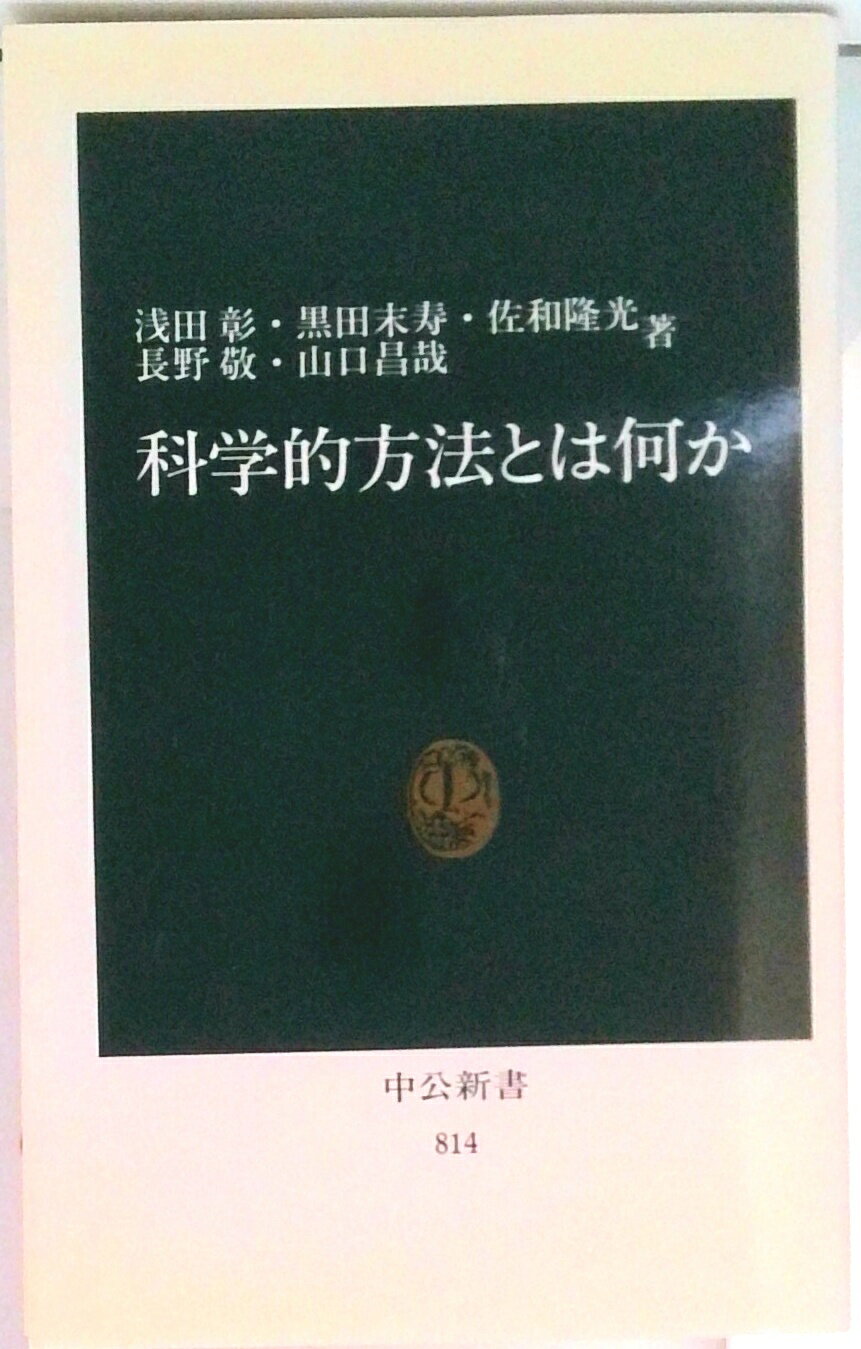 浅田 彰・黒田末寿・佐和隆光 著
長野 敬・山口昌哉
科学的方法とは何か
中公新書
814